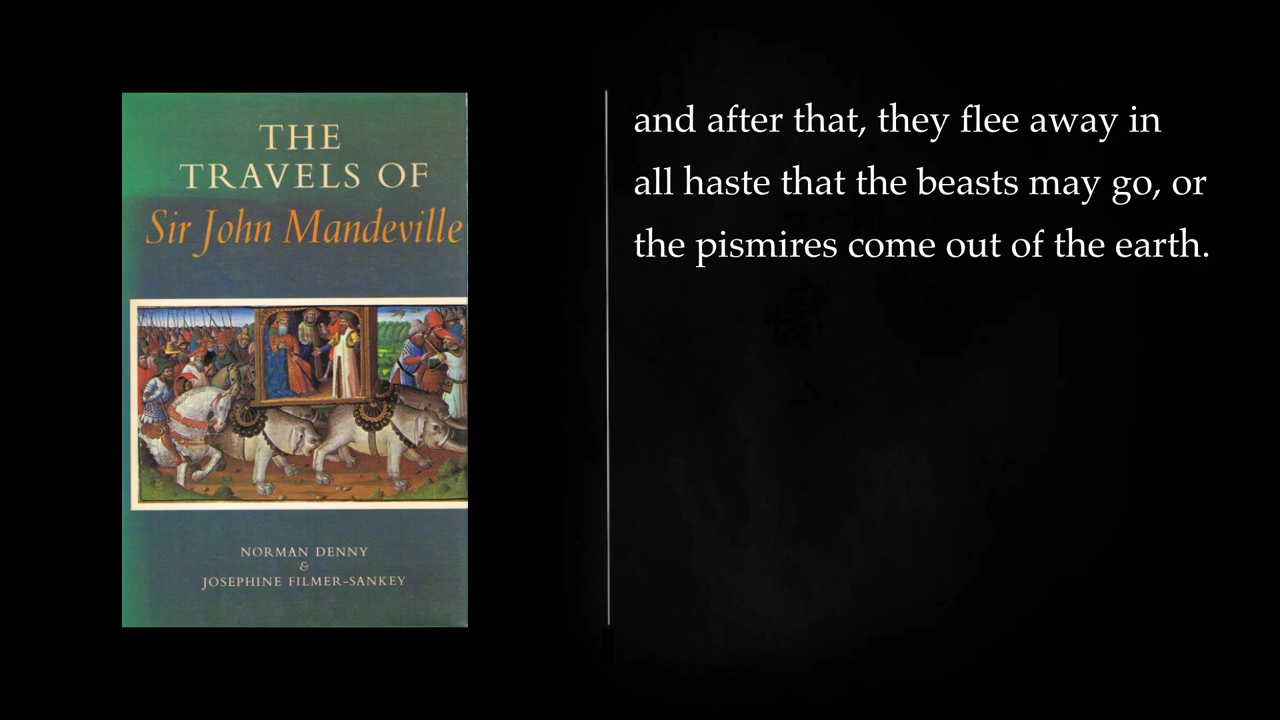 THE
TRAVELS OF
Sir John Mandeville
NORMAN DENNY
&
JOSEPHINE FILMER-SANKEY
and after that, they flee away in
all haste that the beasts may go, or
the pismires come out of the earth.